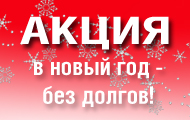 АКЦИЯ
в новый год -
без долгов!